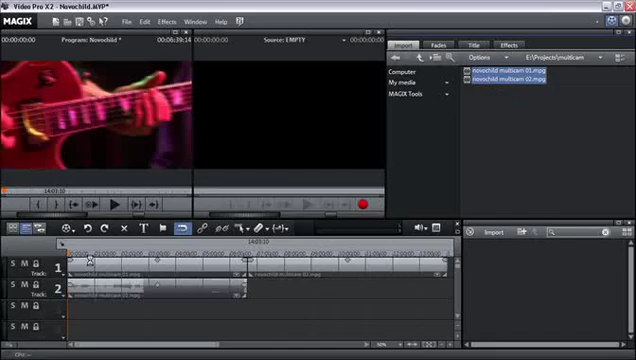 Video Pro X2 - Novochild.MVP*
MAGIX
File Edit Effects Window Help
00:00:00:00 Program: Novochild * 00:06:39:14
00:00:00:00 Source: EMPTY 00:00:00:00
Import Fades Title Effects
Options E:\Projects\multicam
Computer
My media
MAGIX Tools
novochild multicam 01.mpg
novochild multicam 02.mpg
14:03:10
14:03:10
Import
S M 1
Track:
novochild multicam 01.mpg
novochild multicam 02.mpg
S M 2
Track:
novochild multicam 01.mpg
S M
S M
50%
CPU: —